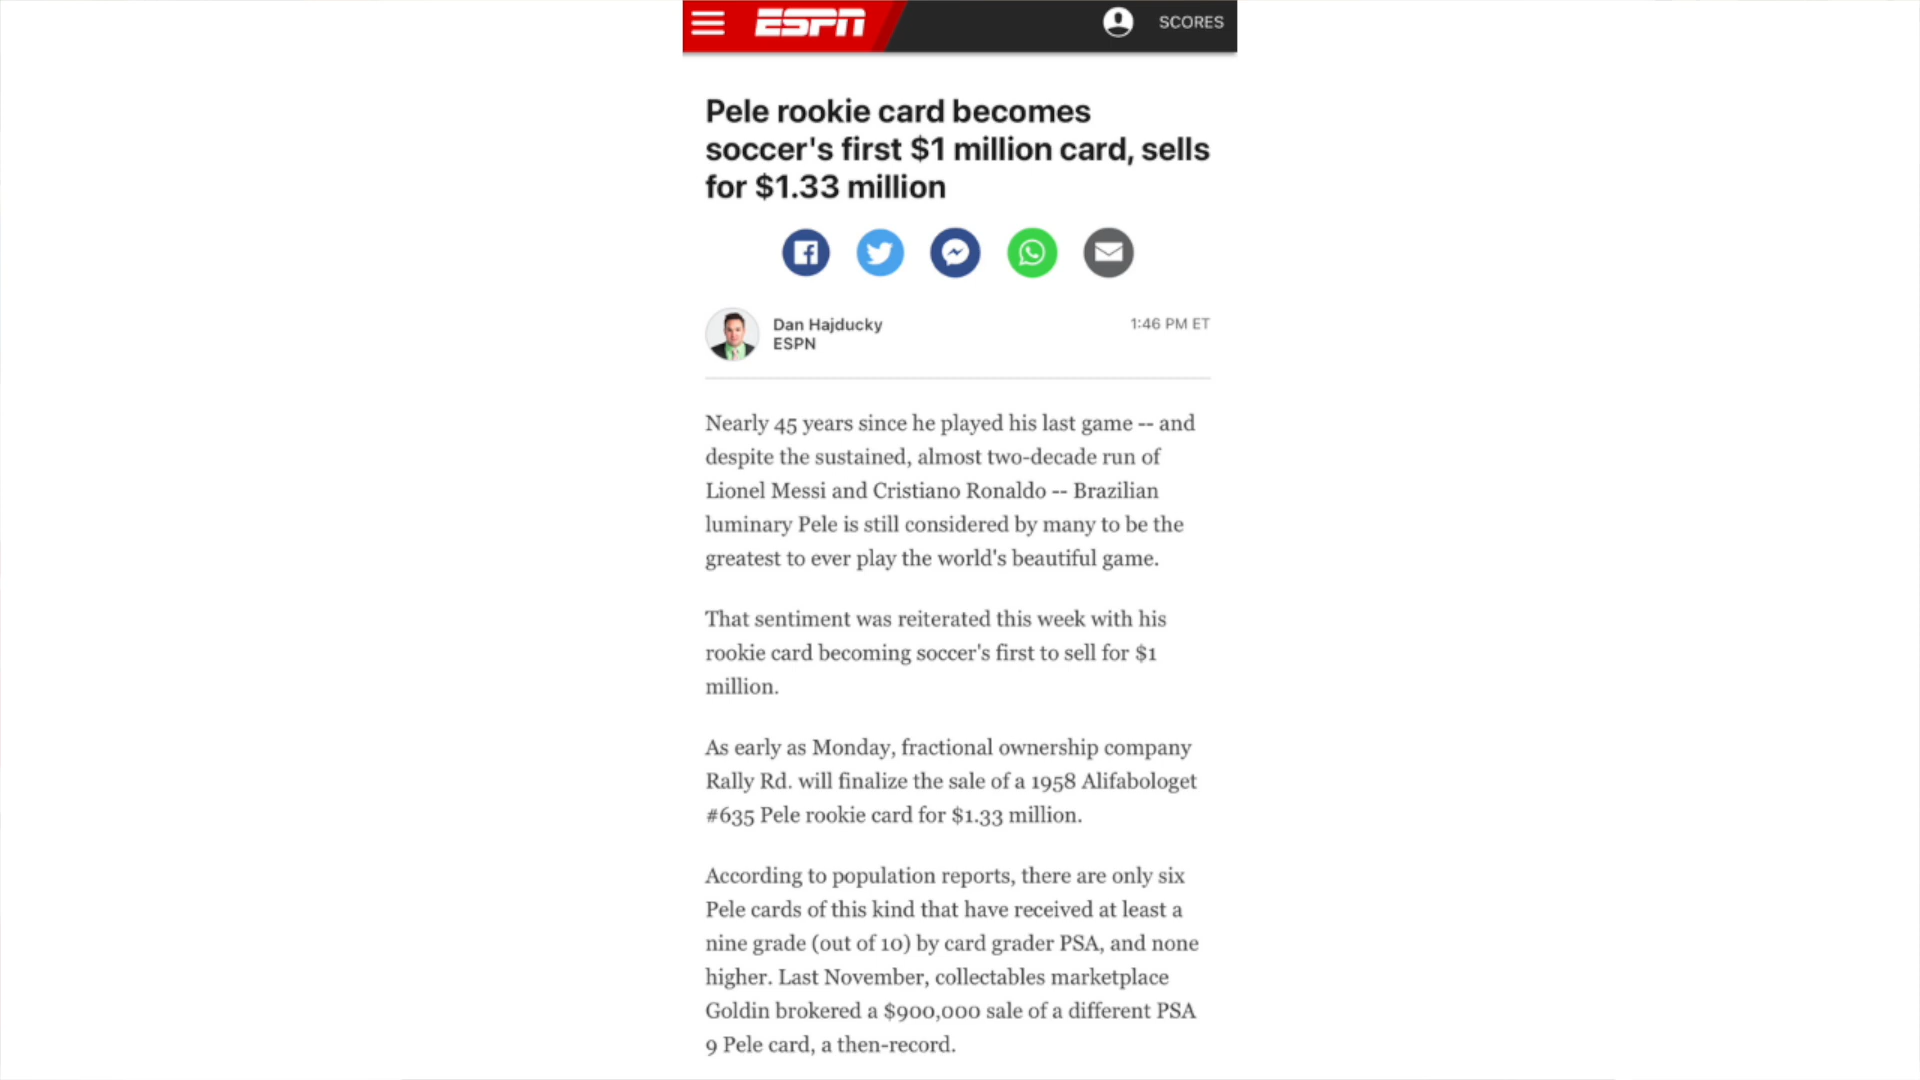 ESPN
SCORES
Pele rookie card becomes
soccer's first $1 million card, sells
for $1.33 million
Dan Hajducky
1:46 PM ET
ESPN
Nearly 45 years since he played his last game -- and
despite the sustained, almost two-decade run of
Lionel Messi and Cristiano Ronaldo -- Brazilian
luminary Pele is still considered by many to be the
greatest to ever play the world's beautiful game.
That sentiment was reiterated this week with his
rookie card becoming soccer's first to sell for $1
million.
As early as Monday, fractional ownership company
Rally Rd. will finalize the sale of a 1958 Alifabologet
#635 Pele rookie card for $1.33 million.
According to population reports, there are only six
Pele cards of this kind that have received at least a
nine grade (out of 10) by card grader PSA, and none
higher. Last November, collectables marketplace
Goldin brokered a $900,000 sale of a different PSA
9 Pele card, a then-record.